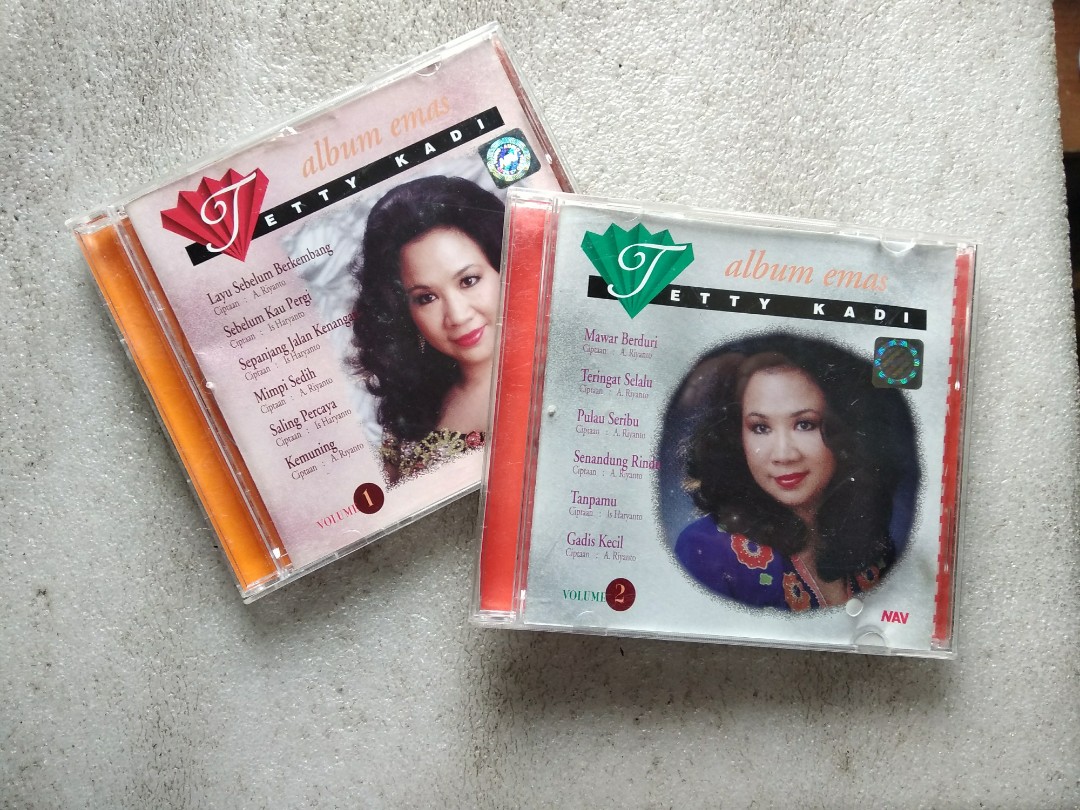 album emas
TETTY KADI
Layu Sebelum Berkembang
Ciptaan : A. Riyanto
Sebelum Kau Pergi
Ciptaan : Is Haryanto
Sepanjang Jalan Kenangan
Ciptaan : Is Haryanto
Mimpi Sedih
Ciptaan : A. Riyanto
Saling Percaya
Ciptaan : Is Haryanto
Kemuning
Ciptaan : A. Riyanto
VOLUME 1
album emas
TETTY KADI
Mawar Berduri
Ciptaan : A. Riyanto
Teringat Selalu
Ciptaan : A. Riyanto
Pulau Seribu
Ciptaan : A. Riyanto
Senandung Rindu
Ciptaan : A. Riyanto
Tanpamu
Ciptaan : Is Haryanto
Gadis Kecil
Ciptaan : A. Riyanto
VOLUME 2
NAV